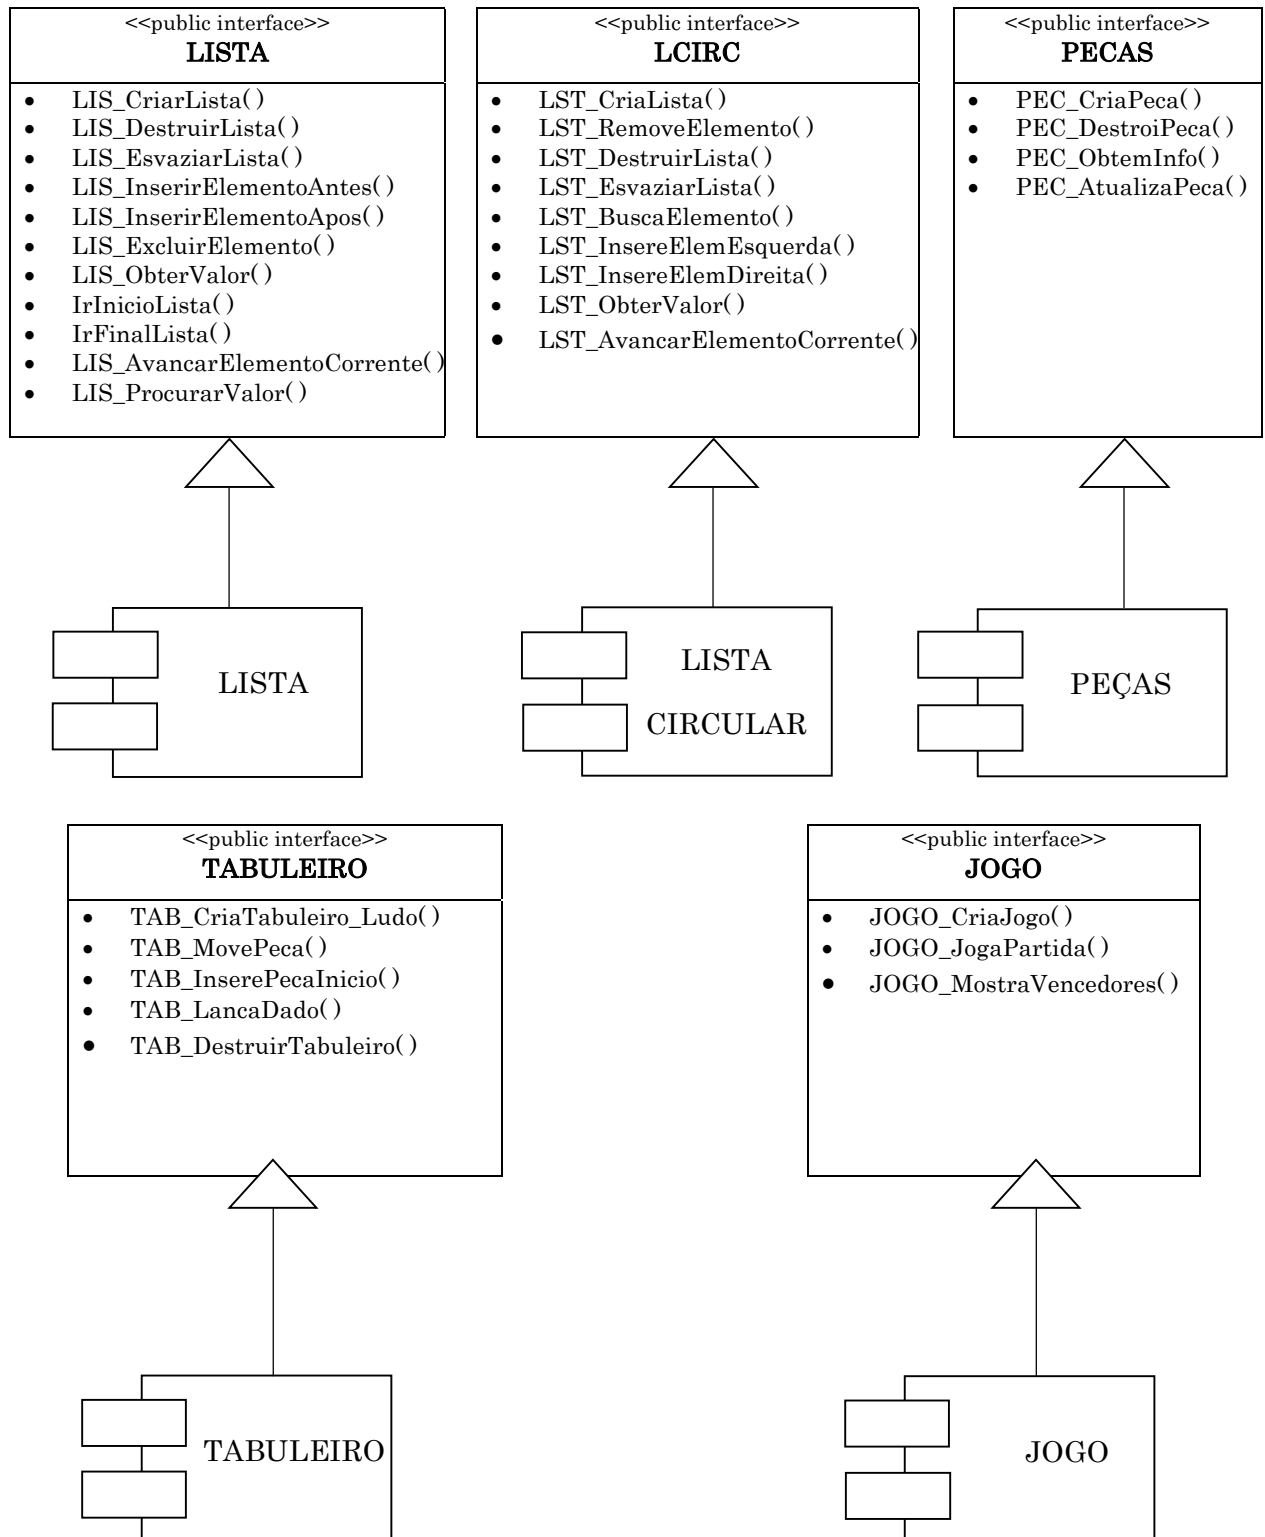 <<public interface>>
LISTA
• LIS_CriarLista( )
• LIS_DestruirLista( )
• LIS_EsvaziarLista( )
• LIS_InserirElementoAntes( )
• LIS_InserirElementoApos( )
• LIS_ExcluirElemento( )
• LIS_ObterValor( )
• IrInicioLista( )
• IrFinalLista( )
• LIS_AvancarElementoCorrente( )
• LIS_ProcurarValor( )
<<public interface>>
LCIRC
• LST_CriaLista( )
• LST_RemoveElemento( )
• LST_DestruirLista( )
• LST_EsvaziarLista( )
• LST_BuscaElemento( )
• LST_InsereElemEsquerda( )
• LST_InsereElemDireita( )
• LST_ObterValor( )
• LST_AvancarElementoCorrente( )
<<public interface>>
PECAS
• PEC_CriaPeca( )
• PEC_DestroiPeca( )
• PEC_ObtemInfo( )
• PEC_AtualizaPeca( )
LISTA
LISTA
CIRCULAR
PEÇAS
<<public interface>>
TABULEIRO
• TAB_CriaTabuleiro_Ludo( )
• TAB_MovePeca( )
• TAB_InserePecaInicio( )
• TAB_LancaDado( )
• TAB_DestruirTabuleiro( )
<<public interface>>
JOGO
• JOGO_CriaJogo( )
• JOGO_JogaPartida( )
• JOGO_MostraVencedores( )
TABULEIRO
JOGO